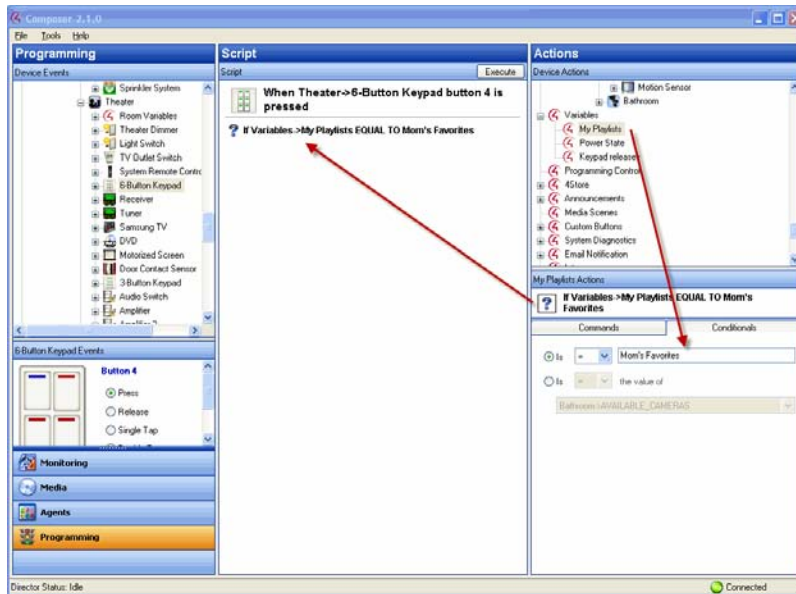 Composer-2.1.0
File Tools Help
Programming
Device Events
Sprinkler System
Theater
Room Variables
Theater Dimmer
Light Switch
TV Outlet Switch
System Remote Contrc
6-Button Keypad
Receiver
Tuner
Samsung TV
DVD
Motorized Screen
Door Contact Sensor
3-Button Keypad
Audio Switch
Amplifier
Amplifier 2
6-Button Keypad Events
Button 4
Press
Release
Single Tap
Monitoring
Media
Agents
Programming
Script
Script Execute
When Theater->6-Button Keypad button 4 is
pressed
? If Variables->My Playlists EQUAL TO Mom's Favorites
Actions
Device Actions
Motion Sensor
Bathroom
Variables
My Playlists
Power State
Keypad release
Programming Control
4Store
Announcements
Media Scenes
Custom Buttons
System Diagnostics
Email Notification
My Playlists Actions
? If Variables->My Playlists EQUAL TO Mom's
Favorites
Commands Conditionals
Is = Mom's Favorites
Is = the value of
Bathroom->AVAILABLE_CAMERAS
Director Status: Idle
Connected